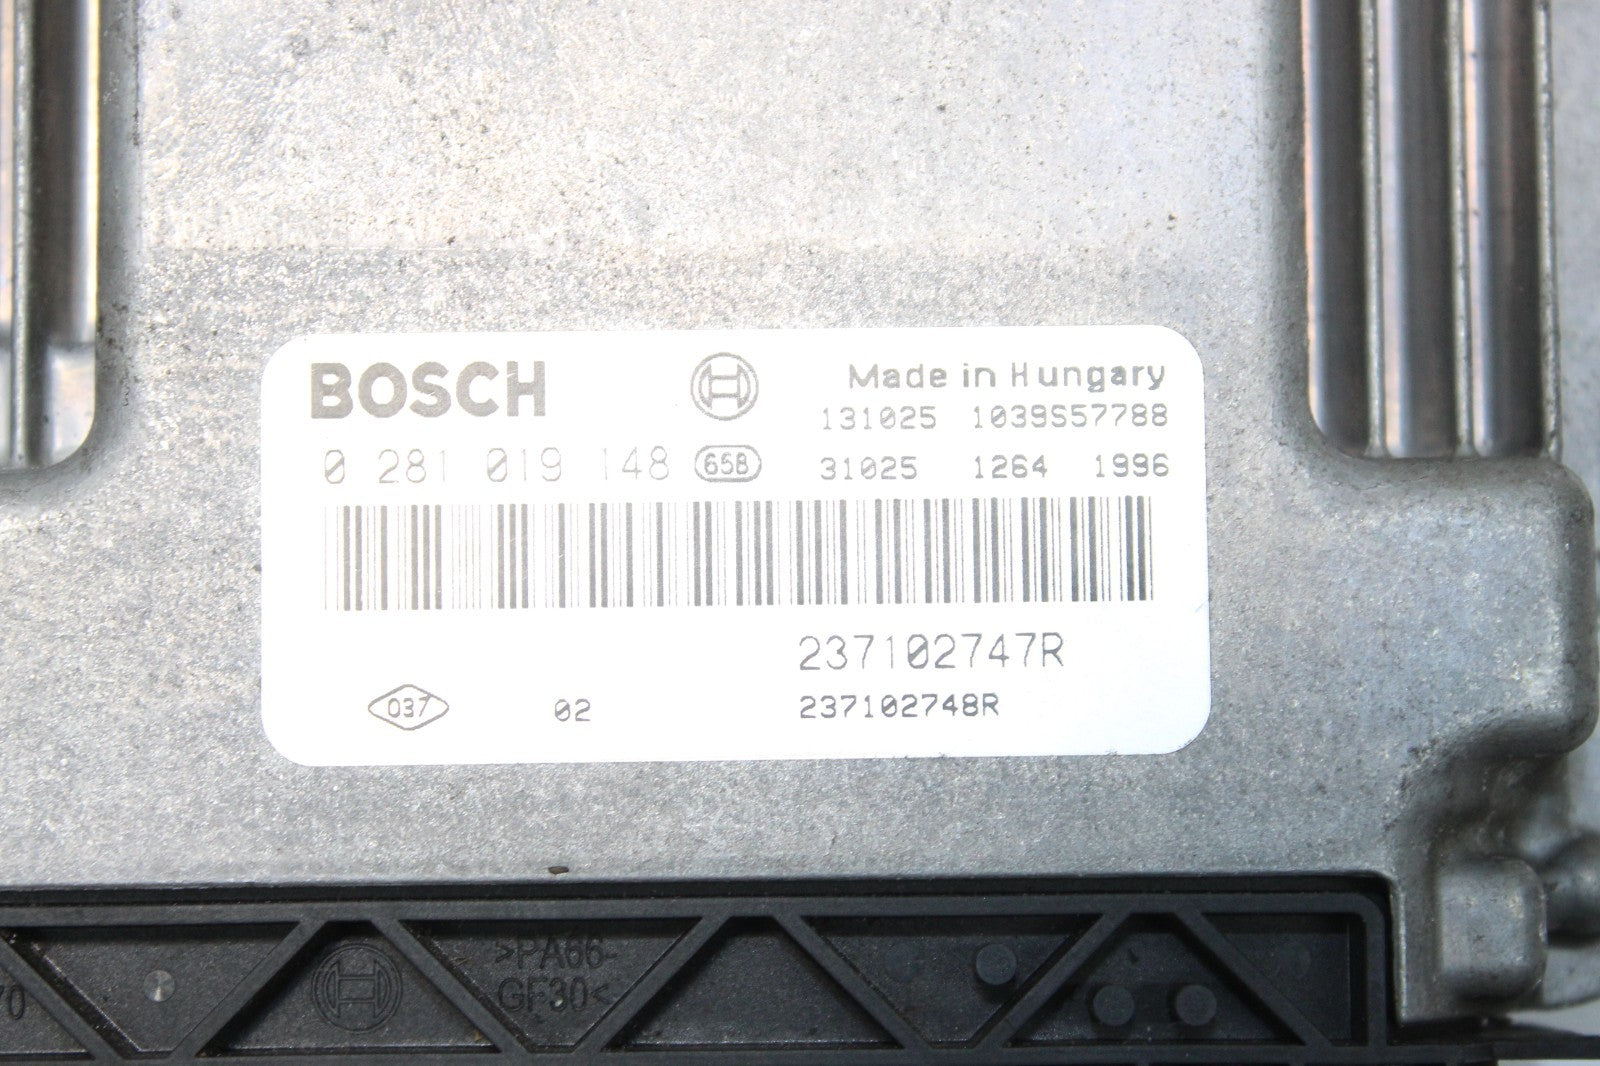 BOSCH
Made in Hungary
131025 1039S57788
0 281 019 148 65B 31025 1264 1996
237102747R
037 02 237102748R
>PA66-
GF30<
70